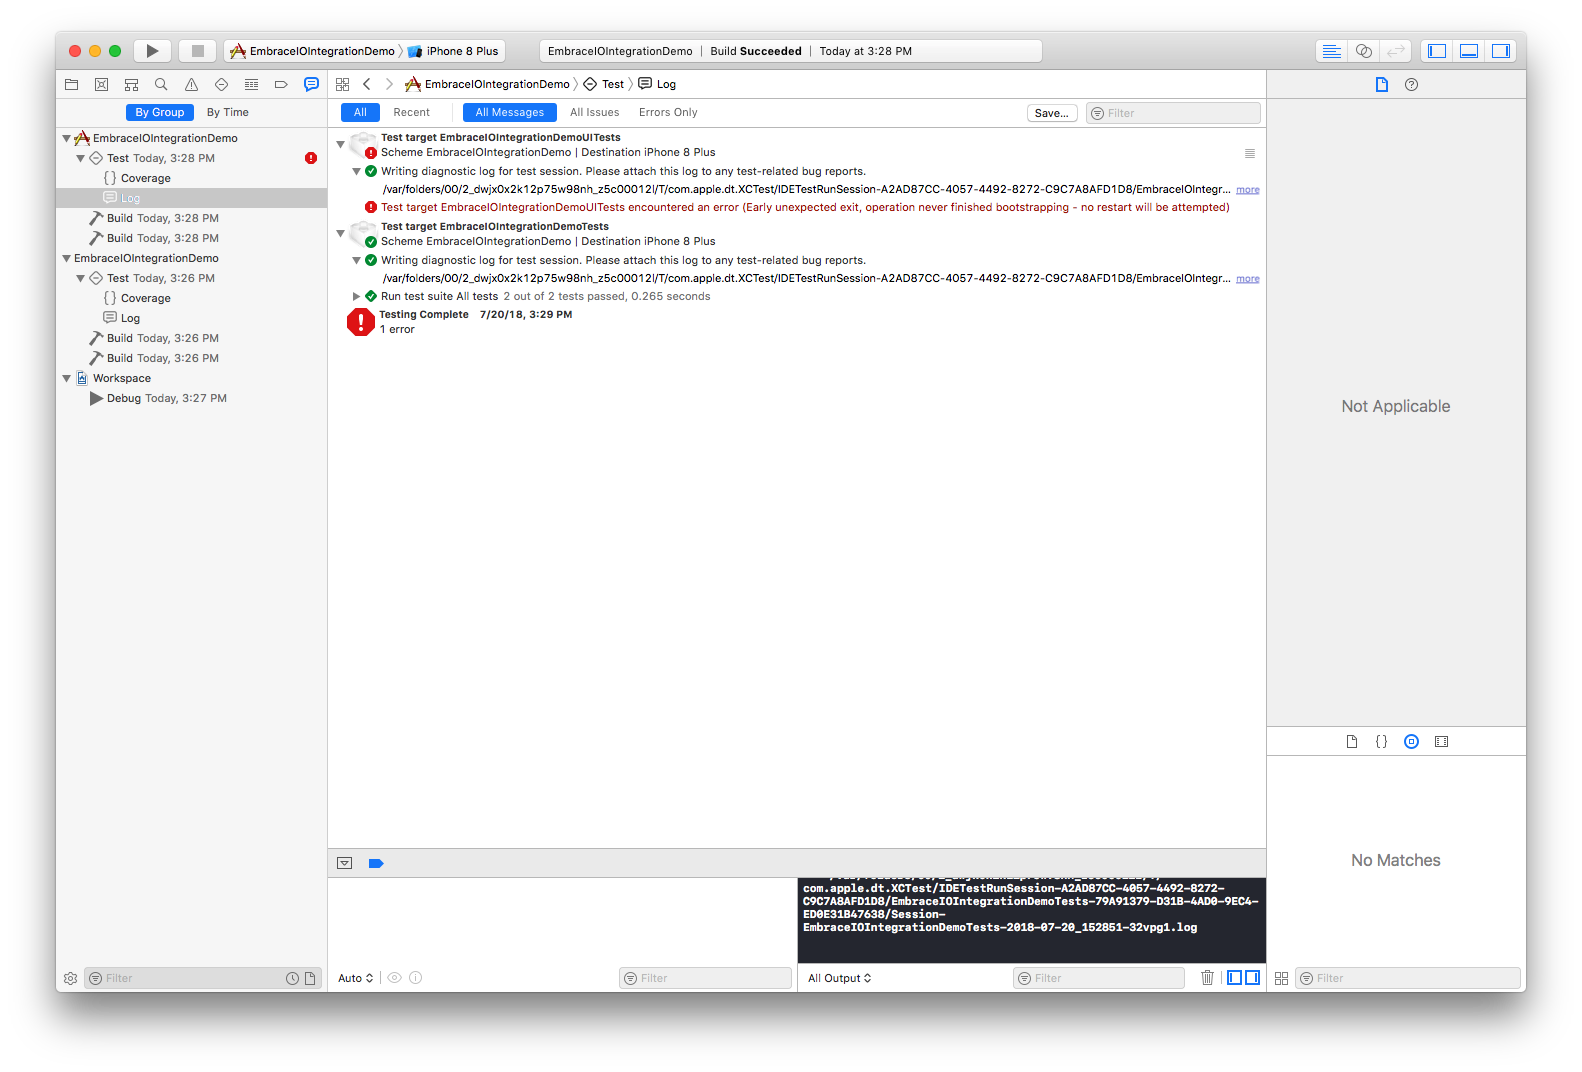 EmbraceIOIntegrationDemo iPhone 8 Plus
EmbraceIOIntegrationDemo | Build Succeeded | Today at 3:28 PM
EmbraceIOIntegrationDemo Test Log
By Group By Time
All Recent All Messages All Issues Errors Only Save... Filter
EmbraceIOIntegrationDemo
Test Today, 3:28 PM
Coverage
Log
Build Today, 3:28 PM
Build Today, 3:28 PM
EmbraceIOIntegrationDemo
Test Today, 3:26 PM
Coverage
Log
Build Today, 3:26 PM
Build Today, 3:26 PM
Workspace
Debug Today, 3:27 PM
Filter
Test target EmbraceIOIntegrationDemoUITests
Scheme EmbraceIOIntegrationDemo | Destination iPhone 8 Plus
Writing diagnostic log for test session. Please attach this log to any test-related bug reports.
/var/folders/00/2_dwjx0x2k12p75w98nh_z5c00012l/T/com.apple.dt.XCTest/IDETestRunSession-A2AD87CC-4057-4492-8272-C9C7A8AFD1D8/EmbraceIOIntegr... more
Test target EmbraceIOIntegrationDemoUITests encountered an error (Early unexpected exit, operation never finished bootstrapping - no restart will be attempted)
Test target EmbraceIOIntegrationDemoTests
Scheme EmbraceIOIntegrationDemo | Destination iPhone 8 Plus
Writing diagnostic log for test session. Please attach this log to any test-related bug reports.
/var/folders/00/2_dwjx0x2k12p75w98nh_z5c00012l/T/com.apple.dt.XCTest/IDETestRunSession-A2AD87CC-4057-4492-8272-C9C7A8AFD1D8/EmbraceIOIntegr... more
Run test suite All tests 2 out of 2 tests passed, 0.265 seconds
Testing Complete 7/20/18, 3:29 PM
1 error
Not Applicable
No Matches
com.apple.dt.XCTest/IDETestRunSession-A2AD87CC-4057-4492-8272-
C9C7A8AFD1D8/EmbraceIOIntegrationDemoTests-79A91379-D31B-4AD0-9EC4-
ED0E31B47638/Session-
EmbraceIOIntegrationDemoTests-2018-07-20_152851-32vpg1.log
Auto Filter
All Output Filter
Filter